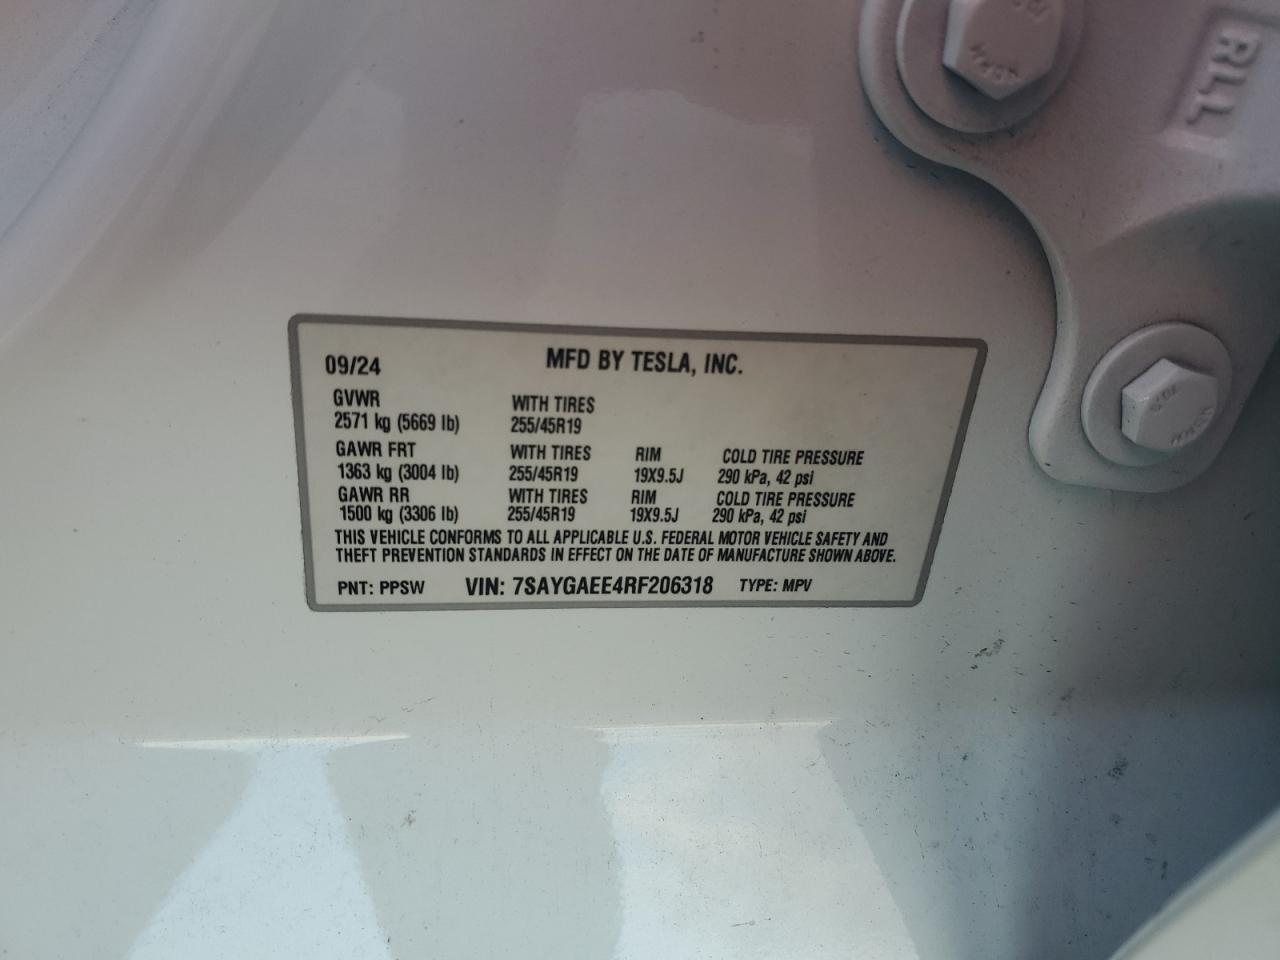 RLL
09/24 MFD BY TESLA, INC.
GVWR WITH TIRES
2571 kg (5669 lb) 255/45R19
GAWR FRT WITH TIRES RIM COLD TIRE PRESSURE
1363 kg (3004 lb) 255/45R19 19X9.5J 290 kPa, 42 psi
GAWR RR WITH TIRES RIM COLD TIRE PRESSURE
1500 kg (3306 lb) 255/45R19 19X9.5J 290 kPa, 42 psi
THIS VEHICLE CONFORMS TO ALL APPLICABLE U.S. FEDERAL MOTOR VEHICLE SAFETY AND
THEFT PREVENTION STANDARDS IN EFFECT ON THE DATE OF MANUFACTURE SHOWN ABOVE.
PNT: PPSW VIN: 7SAYGAEE4RF206318 TYPE: MPV